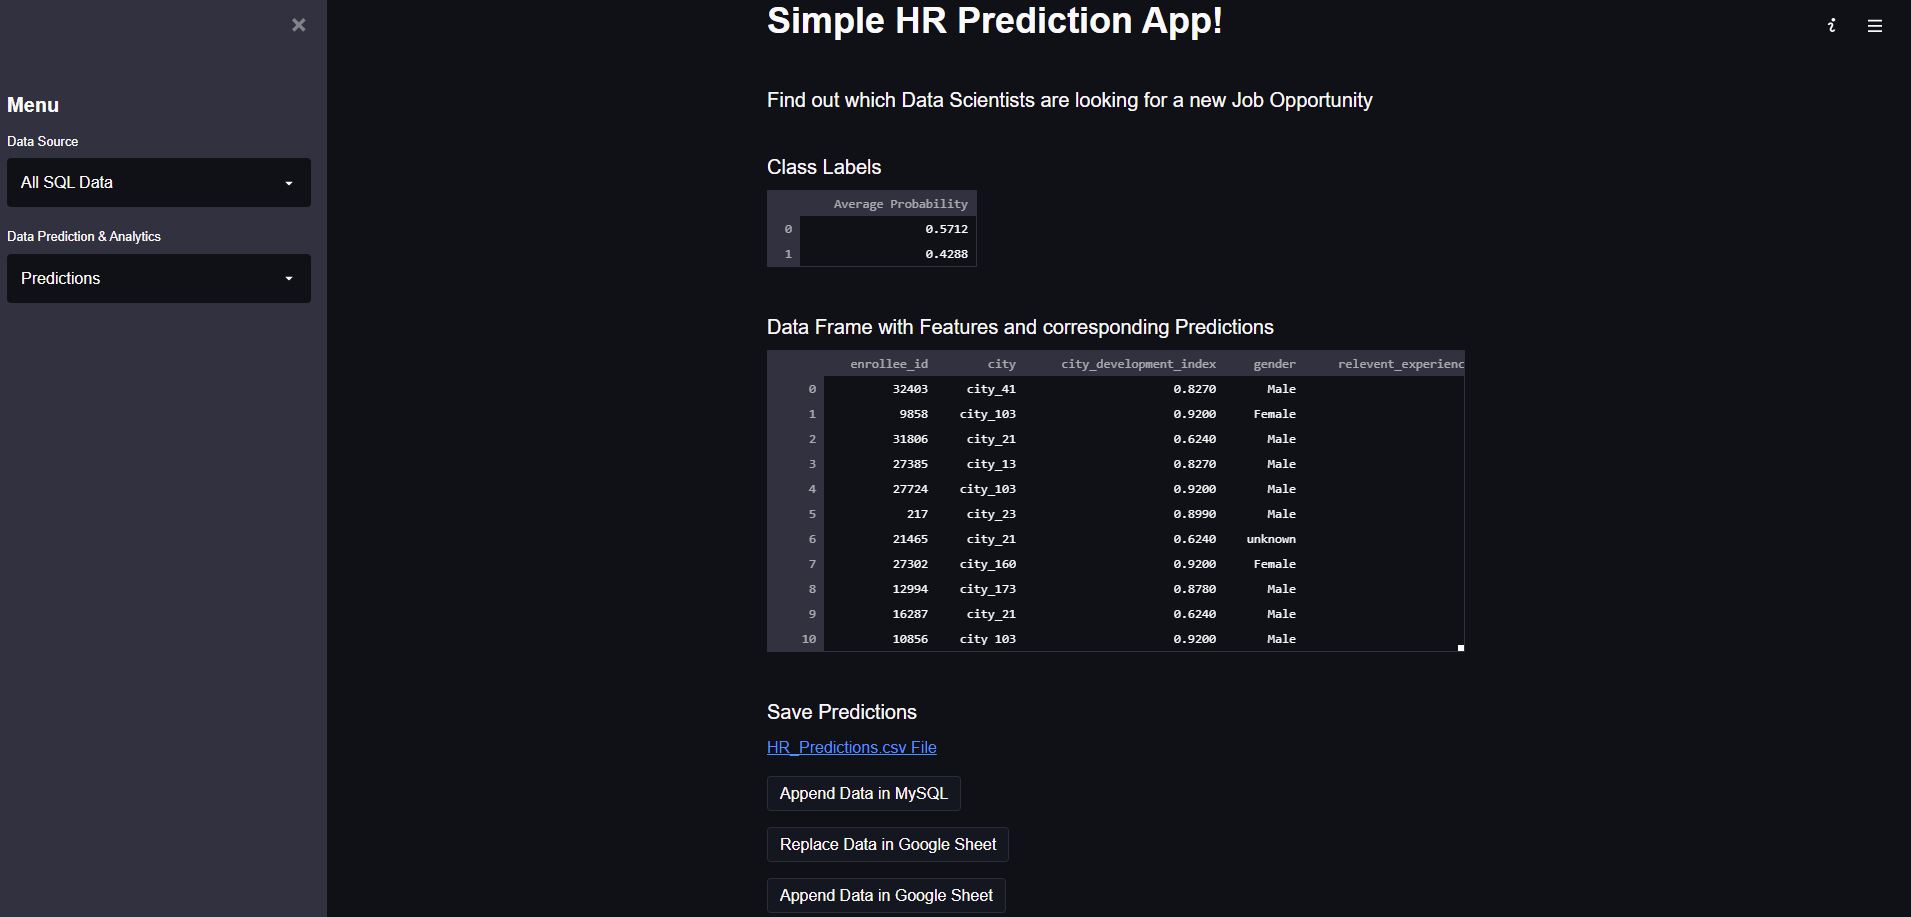 ×
Simple HR Prediction App!
Find out which Data Scientists are looking for a new Job Opportunity
Menu
Data Source
All SQL Data
Data Prediction & Analytics
Predictions
Class Labels
Average Probability
0 0.5712
1 0.4288
Data Frame with Features and corresponding Predictions
enrollee_id city city_development_index gender relevent_experienc
0 32403 city_41 0.8270 Male
1 9858 city_103 0.9200 Female
2 31806 city_21 0.6240 Male
3 27385 city_13 0.8270 Male
4 27724 city_103 0.9200 Male
5 217 city_23 0.8990 Male
6 21465 city_21 0.6240 unknown
7 27302 city_160 0.9200 Female
8 12994 city_173 0.8780 Male
9 16287 city_21 0.6240 Male
10 10856 city 103 0.9200 Male
Save Predictions
HR_Predictions.csv File
Append Data in MySQL
Replace Data in Google Sheet
Append Data in Google Sheet